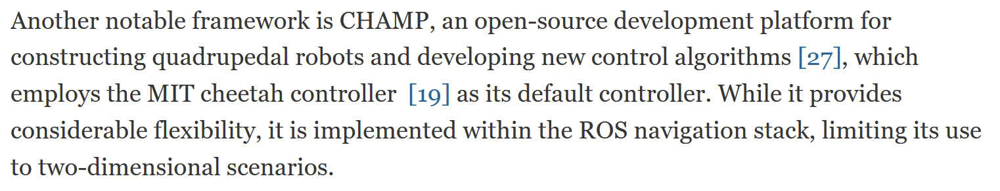 Another notable framework is CHAMP, an open-source development platform for
constructing quadrupedal robots and developing new control algorithms [27], which
employs the MIT cheetah controller [19] as its default controller. While it provides
considerable flexibility, it is implemented within the ROS navigation stack, limiting its use
to two-dimensional scenarios.